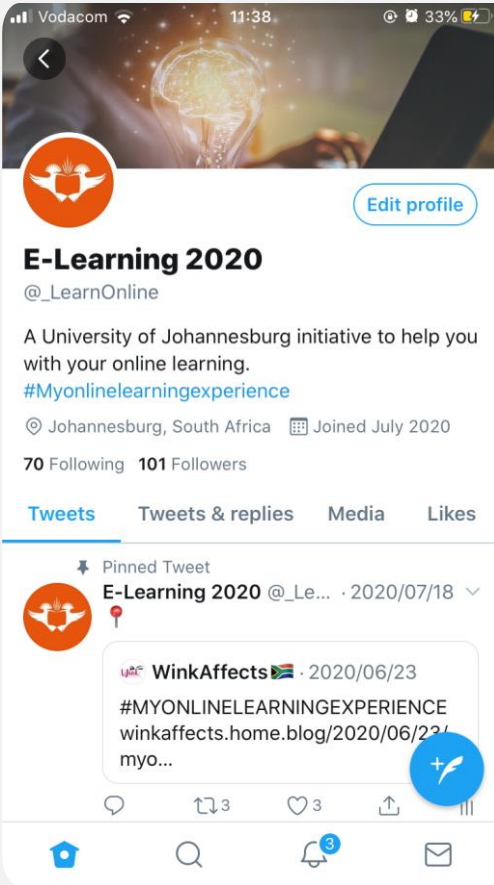 Vodacom 11:38 33%
Edit profile
E-Learning 2020
@_LearnOnline
A University of Johannesburg initiative to help you
with your online learning.
#Myonlinelearningexperience
Johannesburg, South Africa Joined July 2020
70 Following 101 Followers
Tweets Tweets & replies Media Likes
Pinned Tweet
E-Learning 2020 @_Le... · 2020/07/18
WinkAffects · 2020/06/23
#MYONLINELEARNINGEXPERIENCE
winkaffects.home.blog/2020/06/23/
myo...
3 3
3